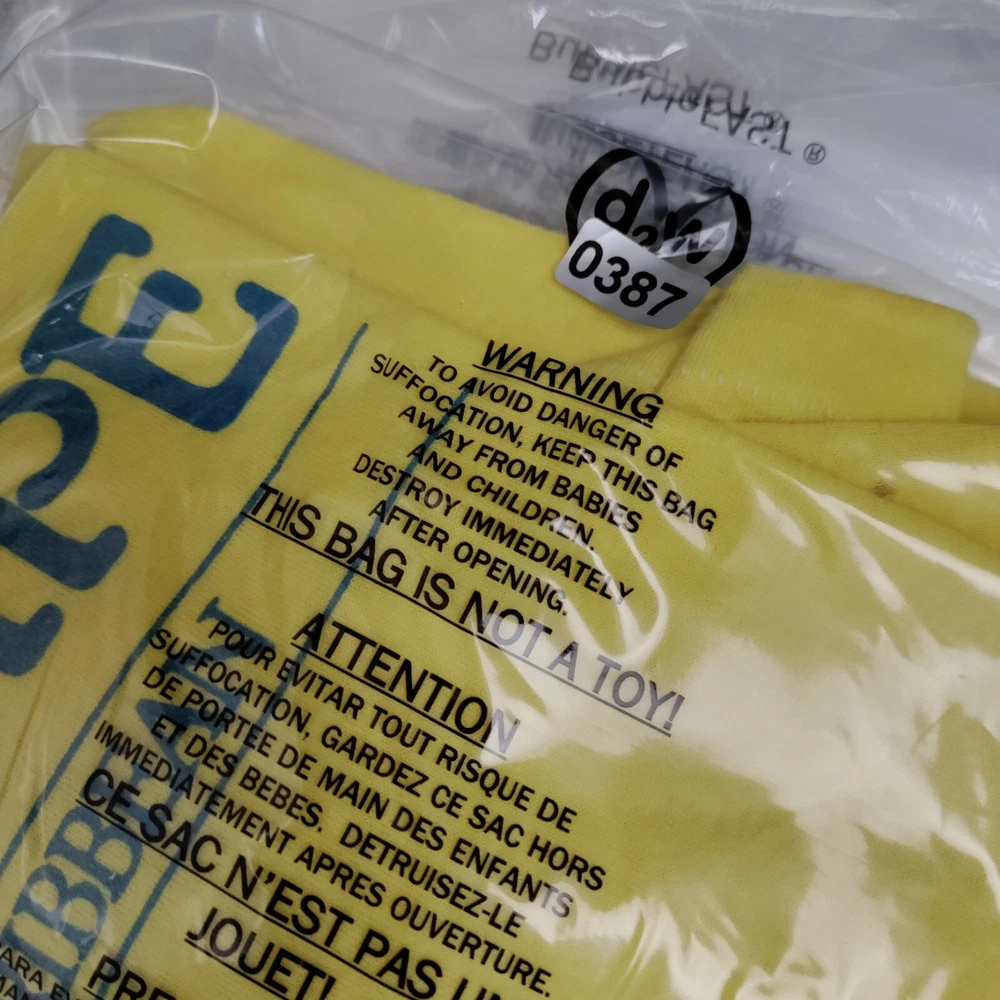 BubbleFAST ®
d2w
0387
WARNING
TO AVOID DANGER OF
SUFFOCATION, KEEP THIS BAG
AWAY FROM BABIES
AND CHILDREN.
DESTROY IMMEDIATELY
AFTER OPENING.
THIS BAG IS NOT A TOY!
ATTENTION
POUR EVITAR TOUT RISQUE DE
SUFFOCATION, GARDEZ CE SAC HORS
DE PORTEE DE MAIN DES ENFANTS
ET DES BEBES. DETRUISEZ-LE
IMMEDIATEMENT APRES OUVERTURE.
CE SAC N'EST PAS UN
JOUET!